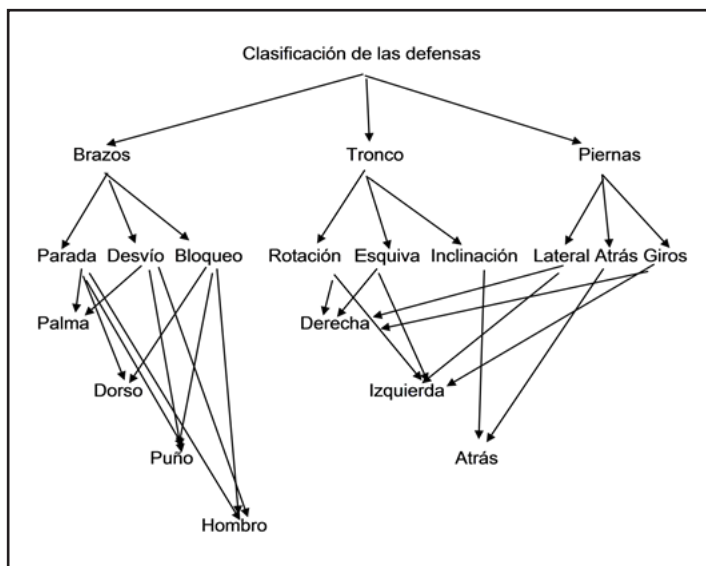 Clasificación de las defensas
Brazos Tronco Piernas
Parada Desvío Bloqueo Rotación Esquiva Inclinación Lateral Atrás Giros
Palma Derecha
Dorso Izquierda
Puño Atrás
Hombro